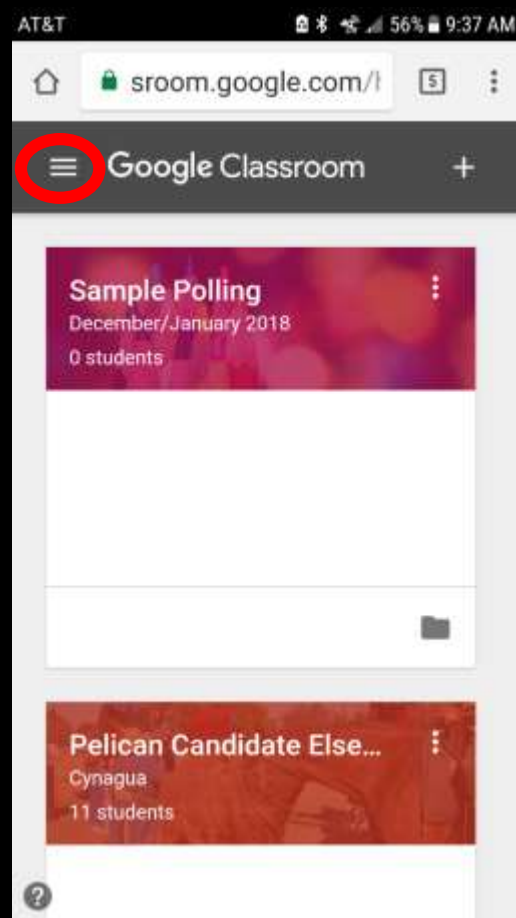 AT&T 56% 9:37 AM
sroom.google.com/l 5
Google Classroom +
Sample Polling
December/January 2018
0 students
Pelican Candidate Else...
Cynagua
11 students
?